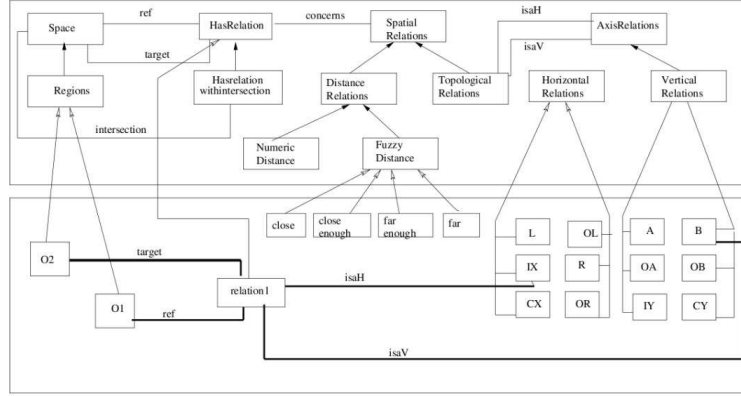 ref
isaH
Space
HasRelation
concerns
Spatial
Relations
AxisRelations
target
isaV
Regions
Hasrelation
withintersection
Distance
Relations
Topological
Relations
Horizontal
Relations
Vertical
Relations
intersection
Numeric
Distance
Fuzzy
Distance
close
close
enough
far
enough
far
L
OL
A
B
O2
target
IX
R
OA
OB
isaH
relation1
O1
ref
CX
OR
IY
CY
isaV